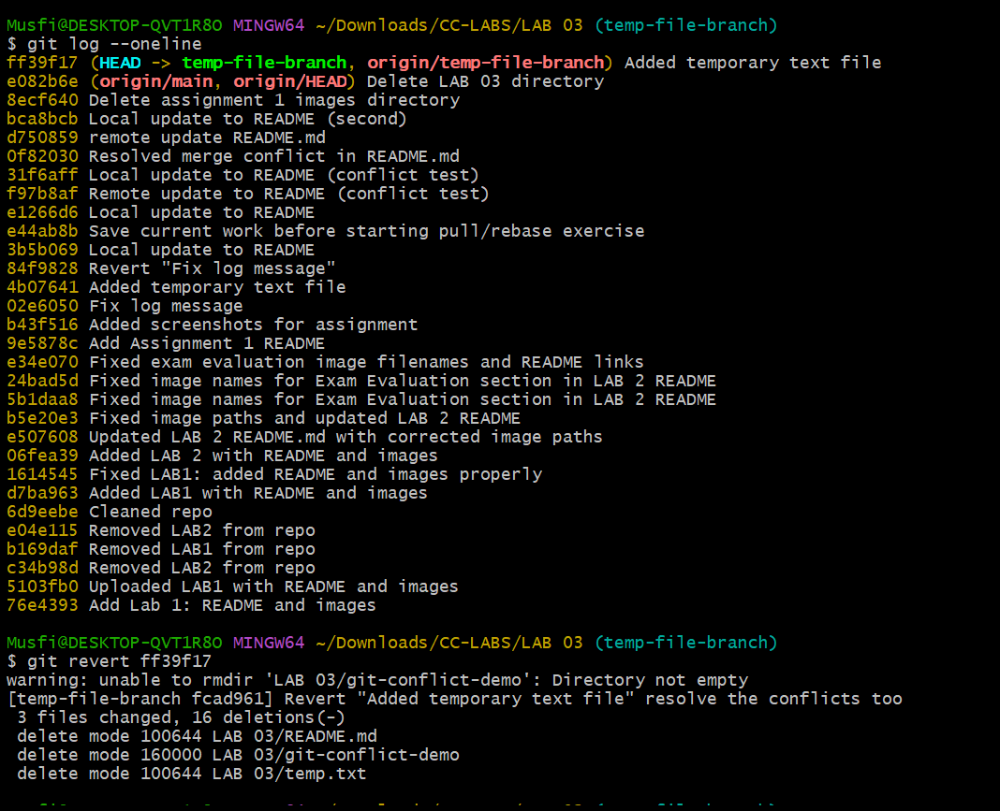 Musfi@DESKTOP-QVT1R8O MINGW64 ~/Downloads/CC-LABS/LAB 03 (temp-file-branch)
$ git log --oneline
ff39f17 (HEAD -> temp-file-branch, origin/temp-file-branch) Added temporary text file
e082b6e (origin/main, origin/HEAD) Delete LAB 03 directory
8ecf640 Delete assignment 1 images directory
bca8bcb Local update to README (second)
d750859 remote update README.md
0f82030 Resolved merge conflict in README.md
31f6aff Local update to README (conflict test)
f97b8af Remote update to README (conflict test)
e1266d6 Local update to README
e44ab8b Save current work before starting pull/rebase exercise
3b5b069 Local update to README
84f9828 Revert "Fix log message"
4b07641 Added temporary text file
02e6050 Fix log message
b43f516 Added screenshots for assignment
9e5878c Add Assignment 1 README
e34e070 Fixed exam evaluation image filenames and README links
24bad5d Fixed image names for Exam Evaluation section in LAB 2 README
5b1daa8 Fixed image names for Exam Evaluation section in LAB 2 README
b5e20e3 Fixed image paths and updated LAB 2 README
e507608 Updated LAB 2 README.md with corrected image paths
06fea39 Added LAB 2 with README and images
1614545 Fixed LAB1: added README and images properly
d7ba963 Added LAB1 with README and images
6d9eebe Cleaned repo
e04e115 Removed LAB2 from repo
b169daf Removed LAB1 from repo
c34b98d Removed LAB2 from repo
5103fb0 Uploaded LAB1 with README and images
76e4393 Add Lab 1: README and images
Musfi@DESKTOP-QVT1R8O MINGW64 ~/Downloads/CC-LABS/LAB 03 (temp-file-branch)
$ git revert ff39f17
warning: unable to rmdir 'LAB 03/git-conflict-demo': Directory not empty
[temp-file-branch fcad961] Revert "Added temporary text file" resolve the conflicts too
3 files changed, 16 deletions(-)
delete mode 100644 LAB 03/README.md
delete mode 160000 LAB 03/git-conflict-demo
delete mode 100644 LAB 03/temp.txt